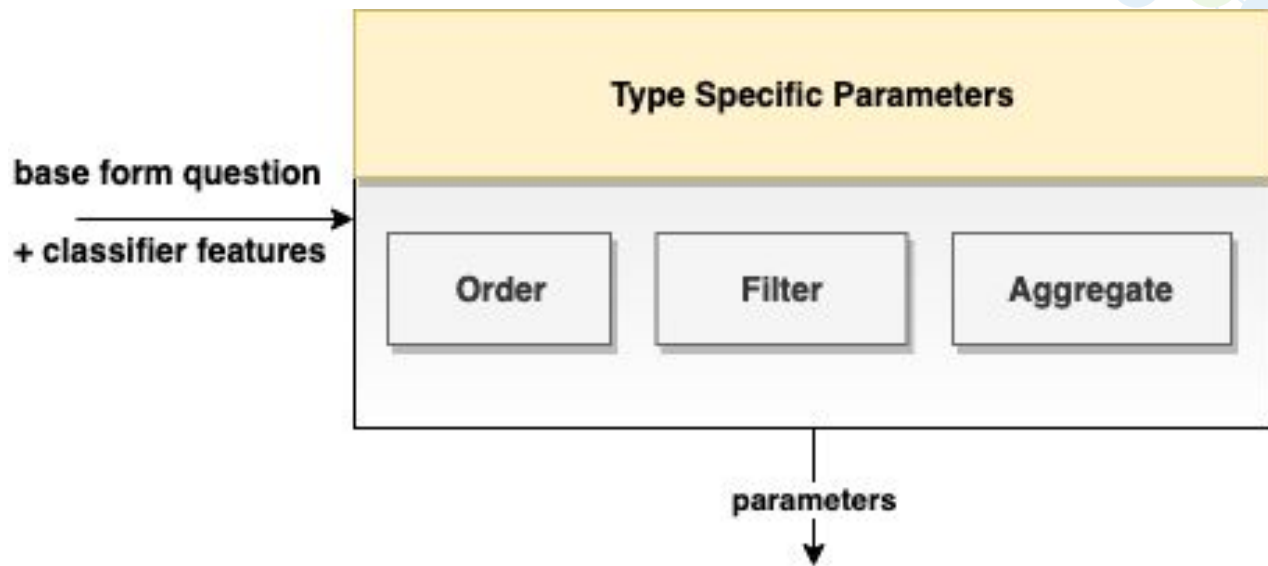 Type Specific Parameters
base form question
+ classifier features
Order
Filter
Aggregate
parameters